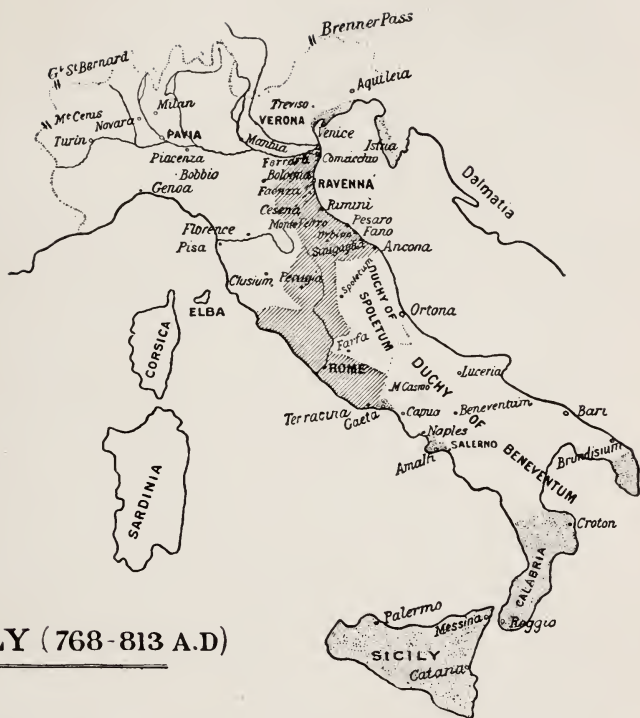 Brenner Pass
Gt St Bernard
Aquileia
Milan
Treviso
Mt Cenus
Novara
VERONA
Turin
PAVIA
Venice
Mantua
Istria
Piacenza
Ferrara
Comacchio
Bobbio
Bologna
Genoa
RAVENNA
Faenza
Dalmatia
Cesena
Rimini
Florence
Monte Feltro
Pesaro
Pisa
Urbino
Fano
Sinigaglia
Ancona
Clusium
Perugia
Spoletum
DUCHY OF
SPOLETUM
ELBA
Ortona
CORSICA
Farfa
ROME
Luceria
DUCHY
OF
BENEVENTUM
M Casino
Terracina
Gaeta
Capua
Beneventum
Bari
Naples
SALERNO
Brundisium
Amalfi
SARDINIA
Croton
CALABRIA
LY (768-813 A.D)
Palermo
Messina
Reggio
SICILY
Catana